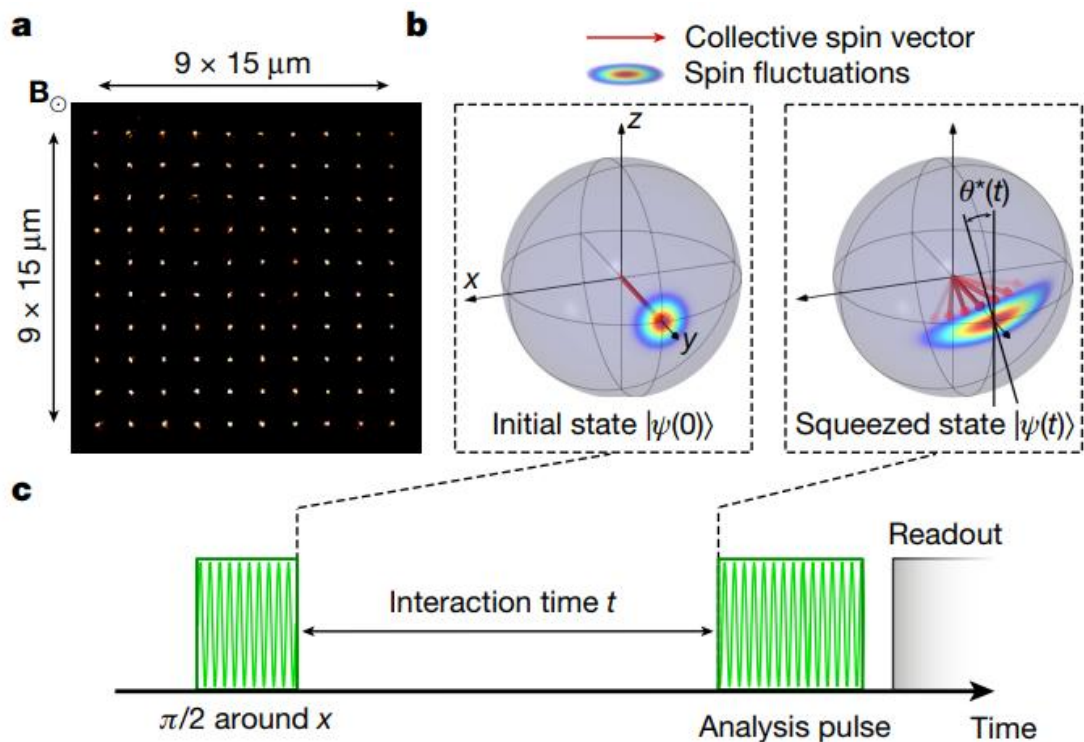 a
9 × 15 μm
B
9 × 15 μm
b
Collective spin vector
Spin fluctuations
z
x
y
Initial state |ψ(0)⟩
θ*(t)
Squeezed state |ψ(t)⟩
c
Readout
Interaction time t
π/2 around x
Analysis pulse
Time